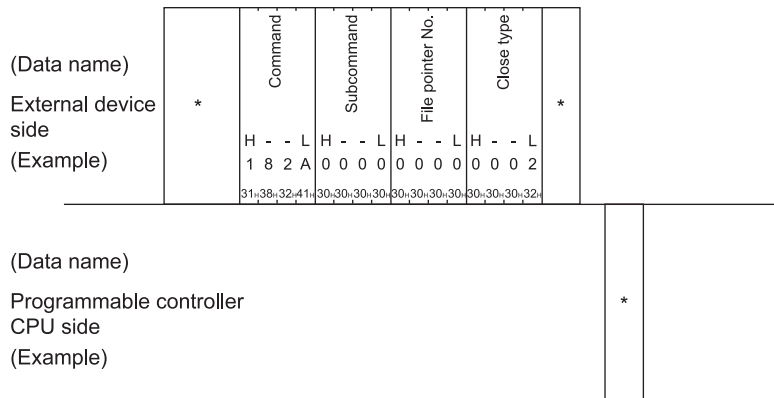 (Data name)
External device
side
(Example)
*
Command
H - - L
1 8 2 A
31H 38H 32H 41H
Subcommand
H - - L
0 0 0 0
30H 30H 30H 30H
File pointer No.
H - - L
0 0 0 0
30H 30H 30H 30H
Close type
H - - L
0 0 0 2
30H 30H 30H 32H
*
(Data name)
Programmable controller
CPU side
(Example)
*